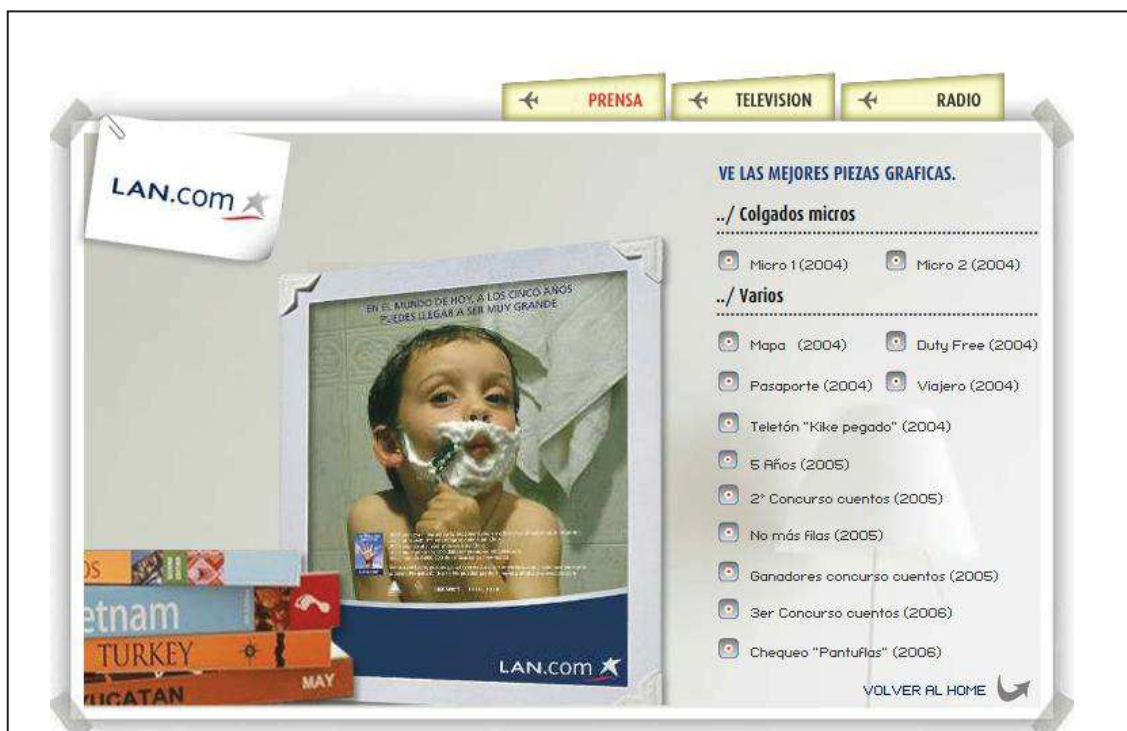 PRENSA
TELEVISION
RADIO
LAN.com
VE LAS MEJORES PIEZAS GRAFICAS.
../ Colgados micros
Micro 1 (2004)
Micro 2 (2004)
../ Varios
Mapa (2004)
Duty Free (2004)
Pasaporte (2004)
Viajero (2004)
Teletón "Kike pegado" (2004)
5 Años (2005)
2º Concurso cuentos (2005)
No más filas (2005)
Ganadores concurso cuentos (2005)
3er Concurso cuentos (2006)
Chequeo "Pantuflas" (2006)
VOLVER AL HOME
EN EL MUNDO DE HOY, A LOS CINCO AÑOS
PUEDES LLEGAR A SER MUY GRANDE
LAN.com
OS
etnam
TURKEY
YUCATAN
MAY